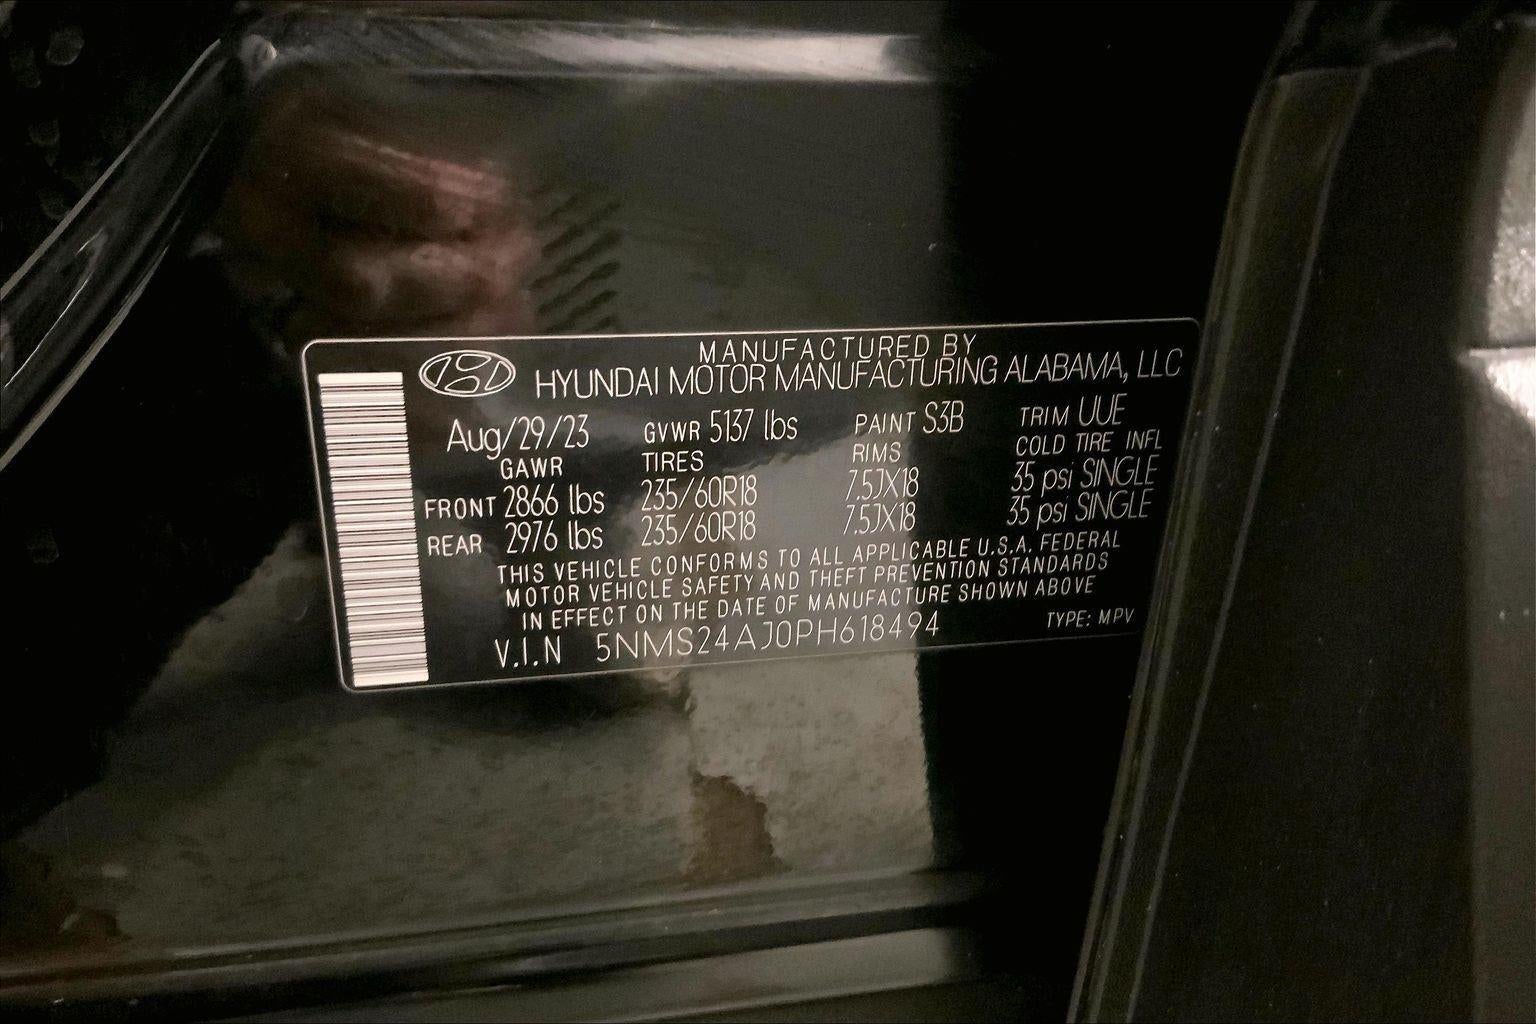 MANUFACTURED BY
HYUNDAI MOTOR MANUFACTURING ALABAMA, LLC
Aug/29/23 GVWR 5137 lbs PAINT S3B TRIM UUE
GAWR TIRES RIMS COLD TIRE INFL
FRONT 2866 lbs 235/60R18 7.5JX18 35 psi SINGLE
REAR 2976 lbs 235/60R18 7.5JX18 35 psi SINGLE
THIS VEHICLE CONFORMS TO ALL APPLICABLE U.S.A. FEDERAL
MOTOR VEHICLE SAFETY AND THEFT PREVENTION STANDARDS
IN EFFECT ON THE DATE OF MANUFACTURE SHOWN ABOVE
V.I.N 5NMS24AJ0PH618494 TYPE: MPV